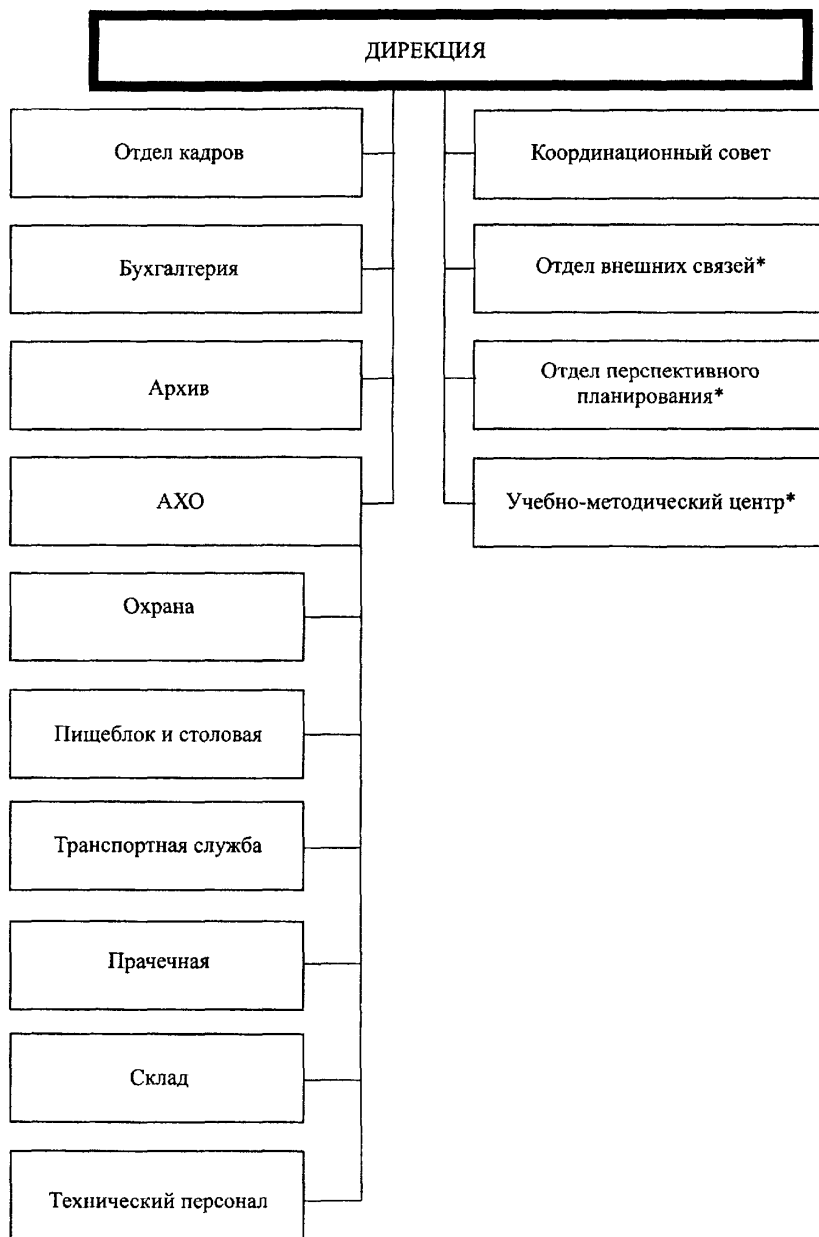 ДИРЕКЦИЯ
Отдел кадров
Координационный совет
Бухгалтерия
Отдел внешних связей*
Архив
Отдел перспективного
планирования*
АХО
Учебно-методический центр*
Охрана
Пищеблок и столовая
Транспортная служба
Прачечная
Склад
Технический персонал